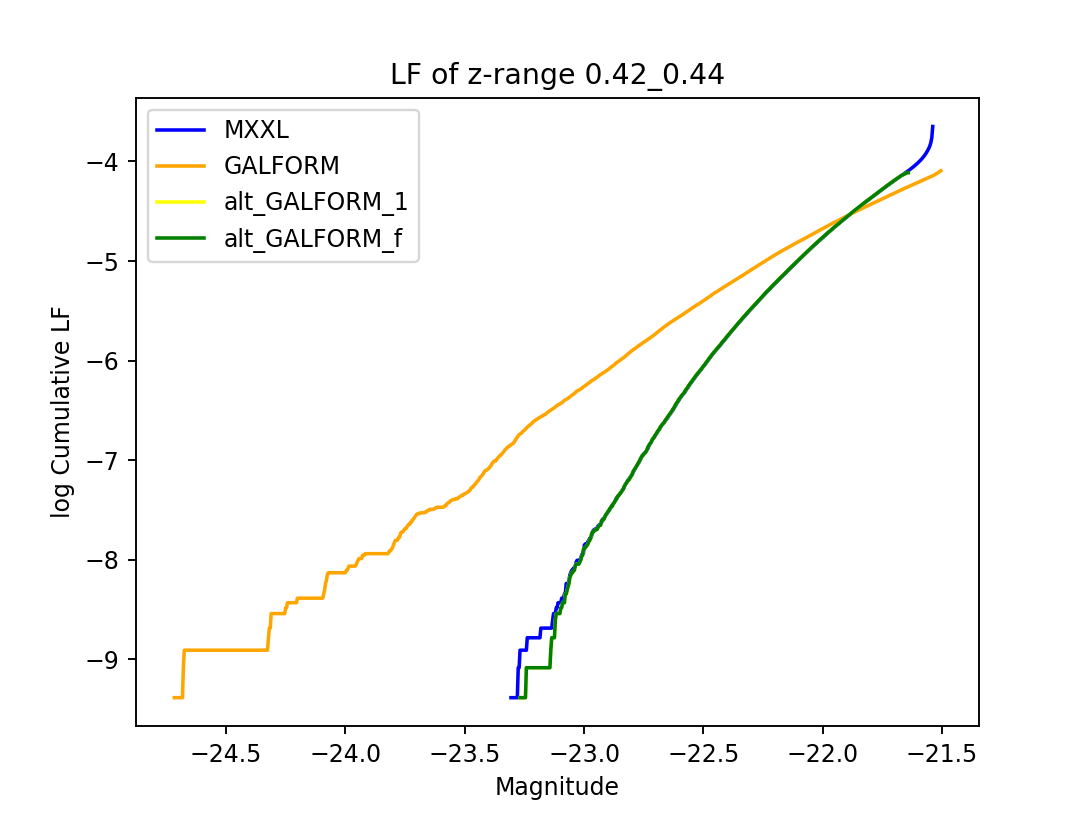 LF of z-range 0.42_0.44
MXXL
GALFORM
alt_GALFORM_1
alt_GALFORM_f
log Cumulative LF
−4
−5
−6
−7
−8
−9
−24.5
−24.0
−23.5
−23.0
−22.5
−22.0
−21.5
Magnitude